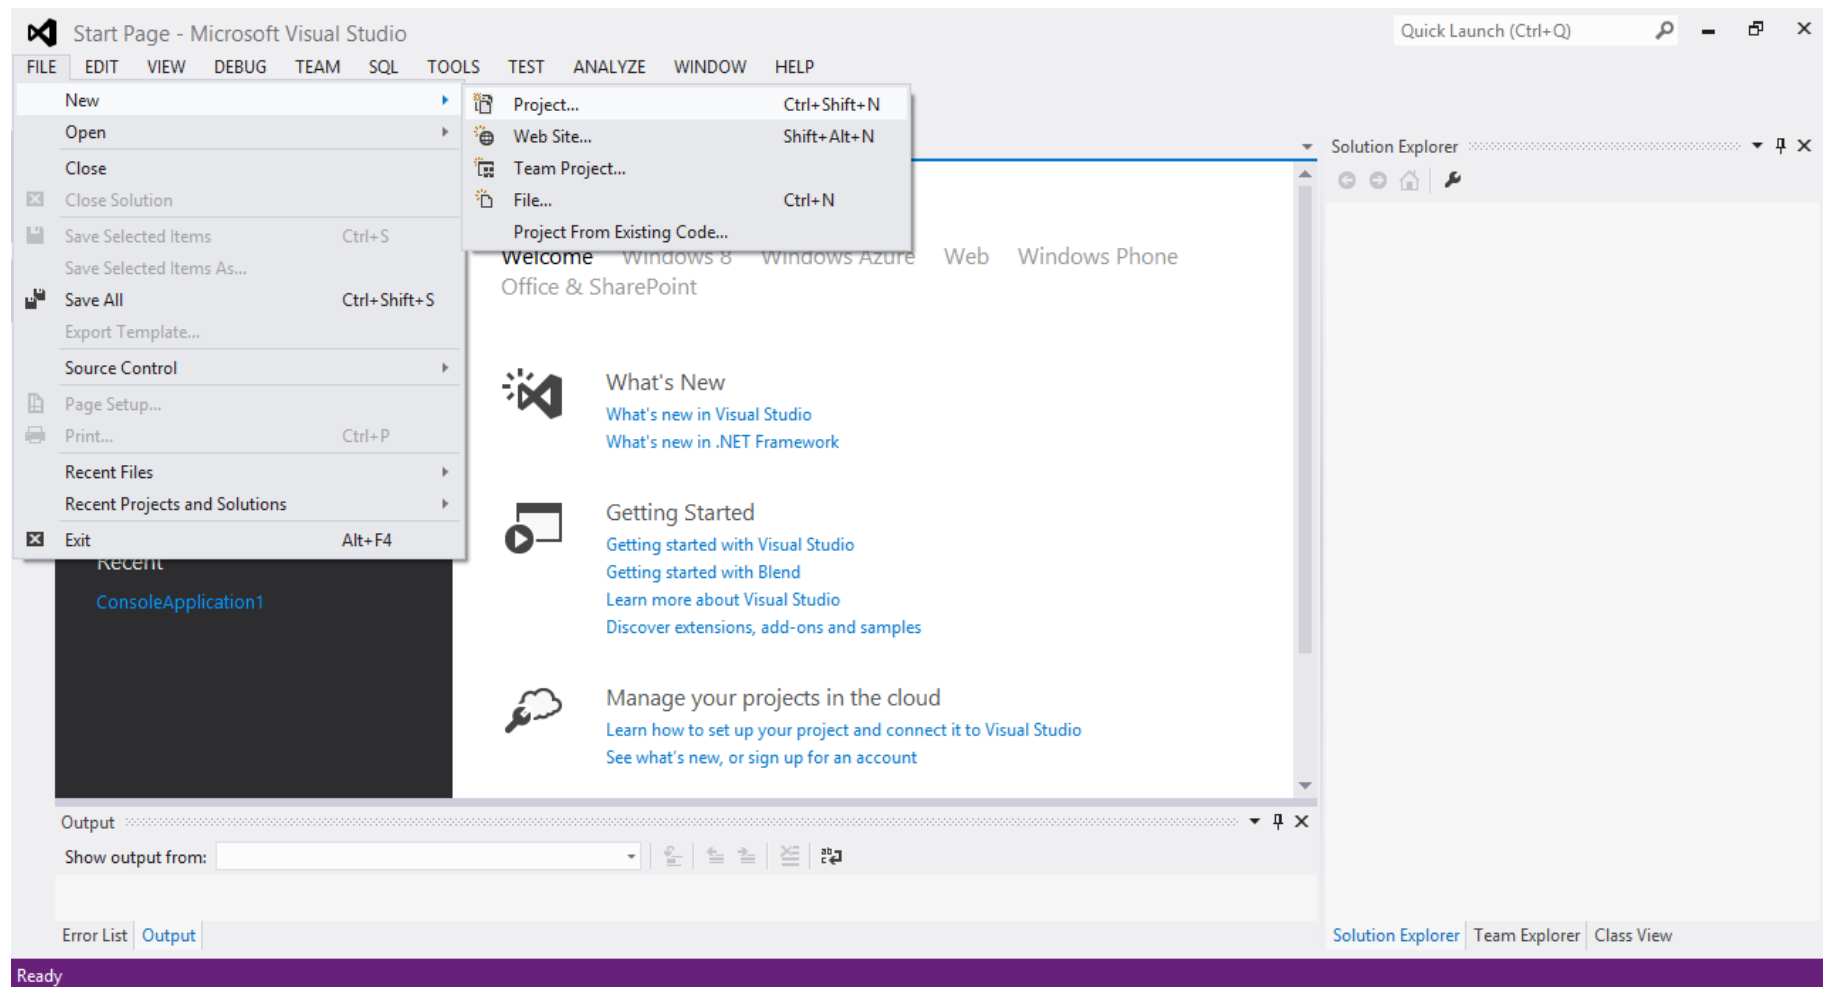 Start Page - Microsoft Visual Studio
Quick Launch (Ctrl+Q)
FILE EDIT VIEW DEBUG TEAM SQL TOOLS TEST ANALYZE WINDOW HELP
New
Open
Close
Close Solution
Save Selected Items Ctrl+S
Save Selected Items As...
Save All Ctrl+Shift+S
Export Template...
Source Control
Page Setup...
Print... Ctrl+P
Recent Files
Recent Projects and Solutions
Exit Alt+F4
Project... Ctrl+Shift+N
Web Site... Shift+Alt+N
Team Project...
File... Ctrl+N
Project From Existing Code...
Recent
ConsoleApplication1
Welcome Windows 8 Windows Azure Web Windows Phone
Office & SharePoint
What's New
What's new in Visual Studio
What's new in .NET Framework
Getting Started
Getting started with Visual Studio
Getting started with Blend
Learn more about Visual Studio
Discover extensions, add-ons and samples
Manage your projects in the cloud
Learn how to set up your project and connect it to Visual Studio
See what's new, or sign up for an account
Solution Explorer
Output
Show output from:
Error List Output
Solution Explorer Team Explorer Class View
Ready